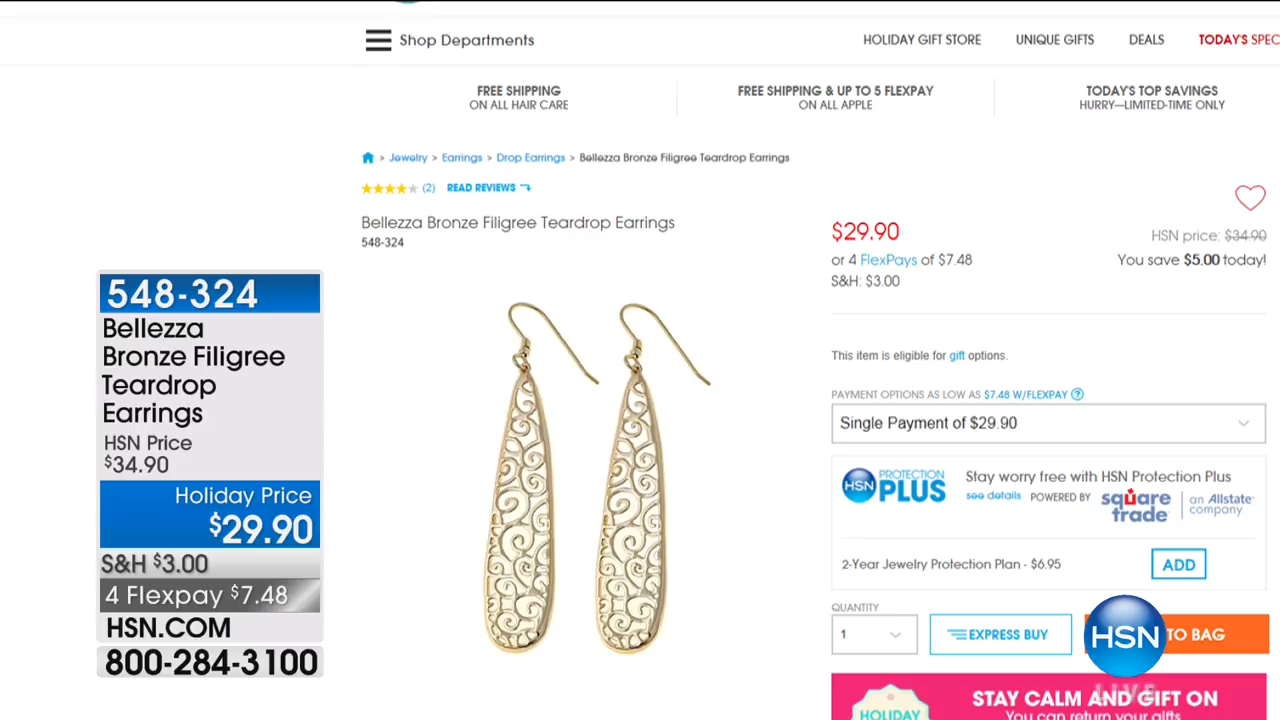 Shop Departments
HOLIDAY GIFT STORE
UNIQUE GIFTS
DEALS
TODAY'S SPEC
FREE SHIPPING
ON ALL HAIR CARE
FREE SHIPPING & UP TO 5 FLEXPAY
ON ALL APPLE
TODAY'S TOP SAVINGS
HURRY—LIMITED-TIME ONLY
> Jewelry > Earrings > Drop Earrings > Bellezza Bronze Filigree Teardrop Earrings
(2) READ REVIEWS
Bellezza Bronze Filigree Teardrop Earrings
548-324
$29.90
HSN price: $34.90
or 4 FlexPays of $7.48
You save $5.00 today!
S&H: $3.00
This item is eligible for gift options.
PAYMENT OPTIONS AS LOW AS $7.48 W/FLEXPAY ?
Single Payment of $29.90
HSN PROTECTION PLUS
Stay worry free with HSN Protection Plus
see details POWERED BY square trade | an Allstate company
2-Year Jewelry Protection Plan - $6.95
ADD
QUANTITY
1
EXPRESS BUY
TO BAG
HSN
LIVE
HOLIDAY
STAY CALM AND GIFT ON
You can return your gifts
548-324
Bellezza
Bronze Filigree
Teardrop
Earrings
HSN Price
$34.90
Holiday Price
$29.90
S&H $3.00
4 Flexpay $7.48
HSN.COM
800-284-3100